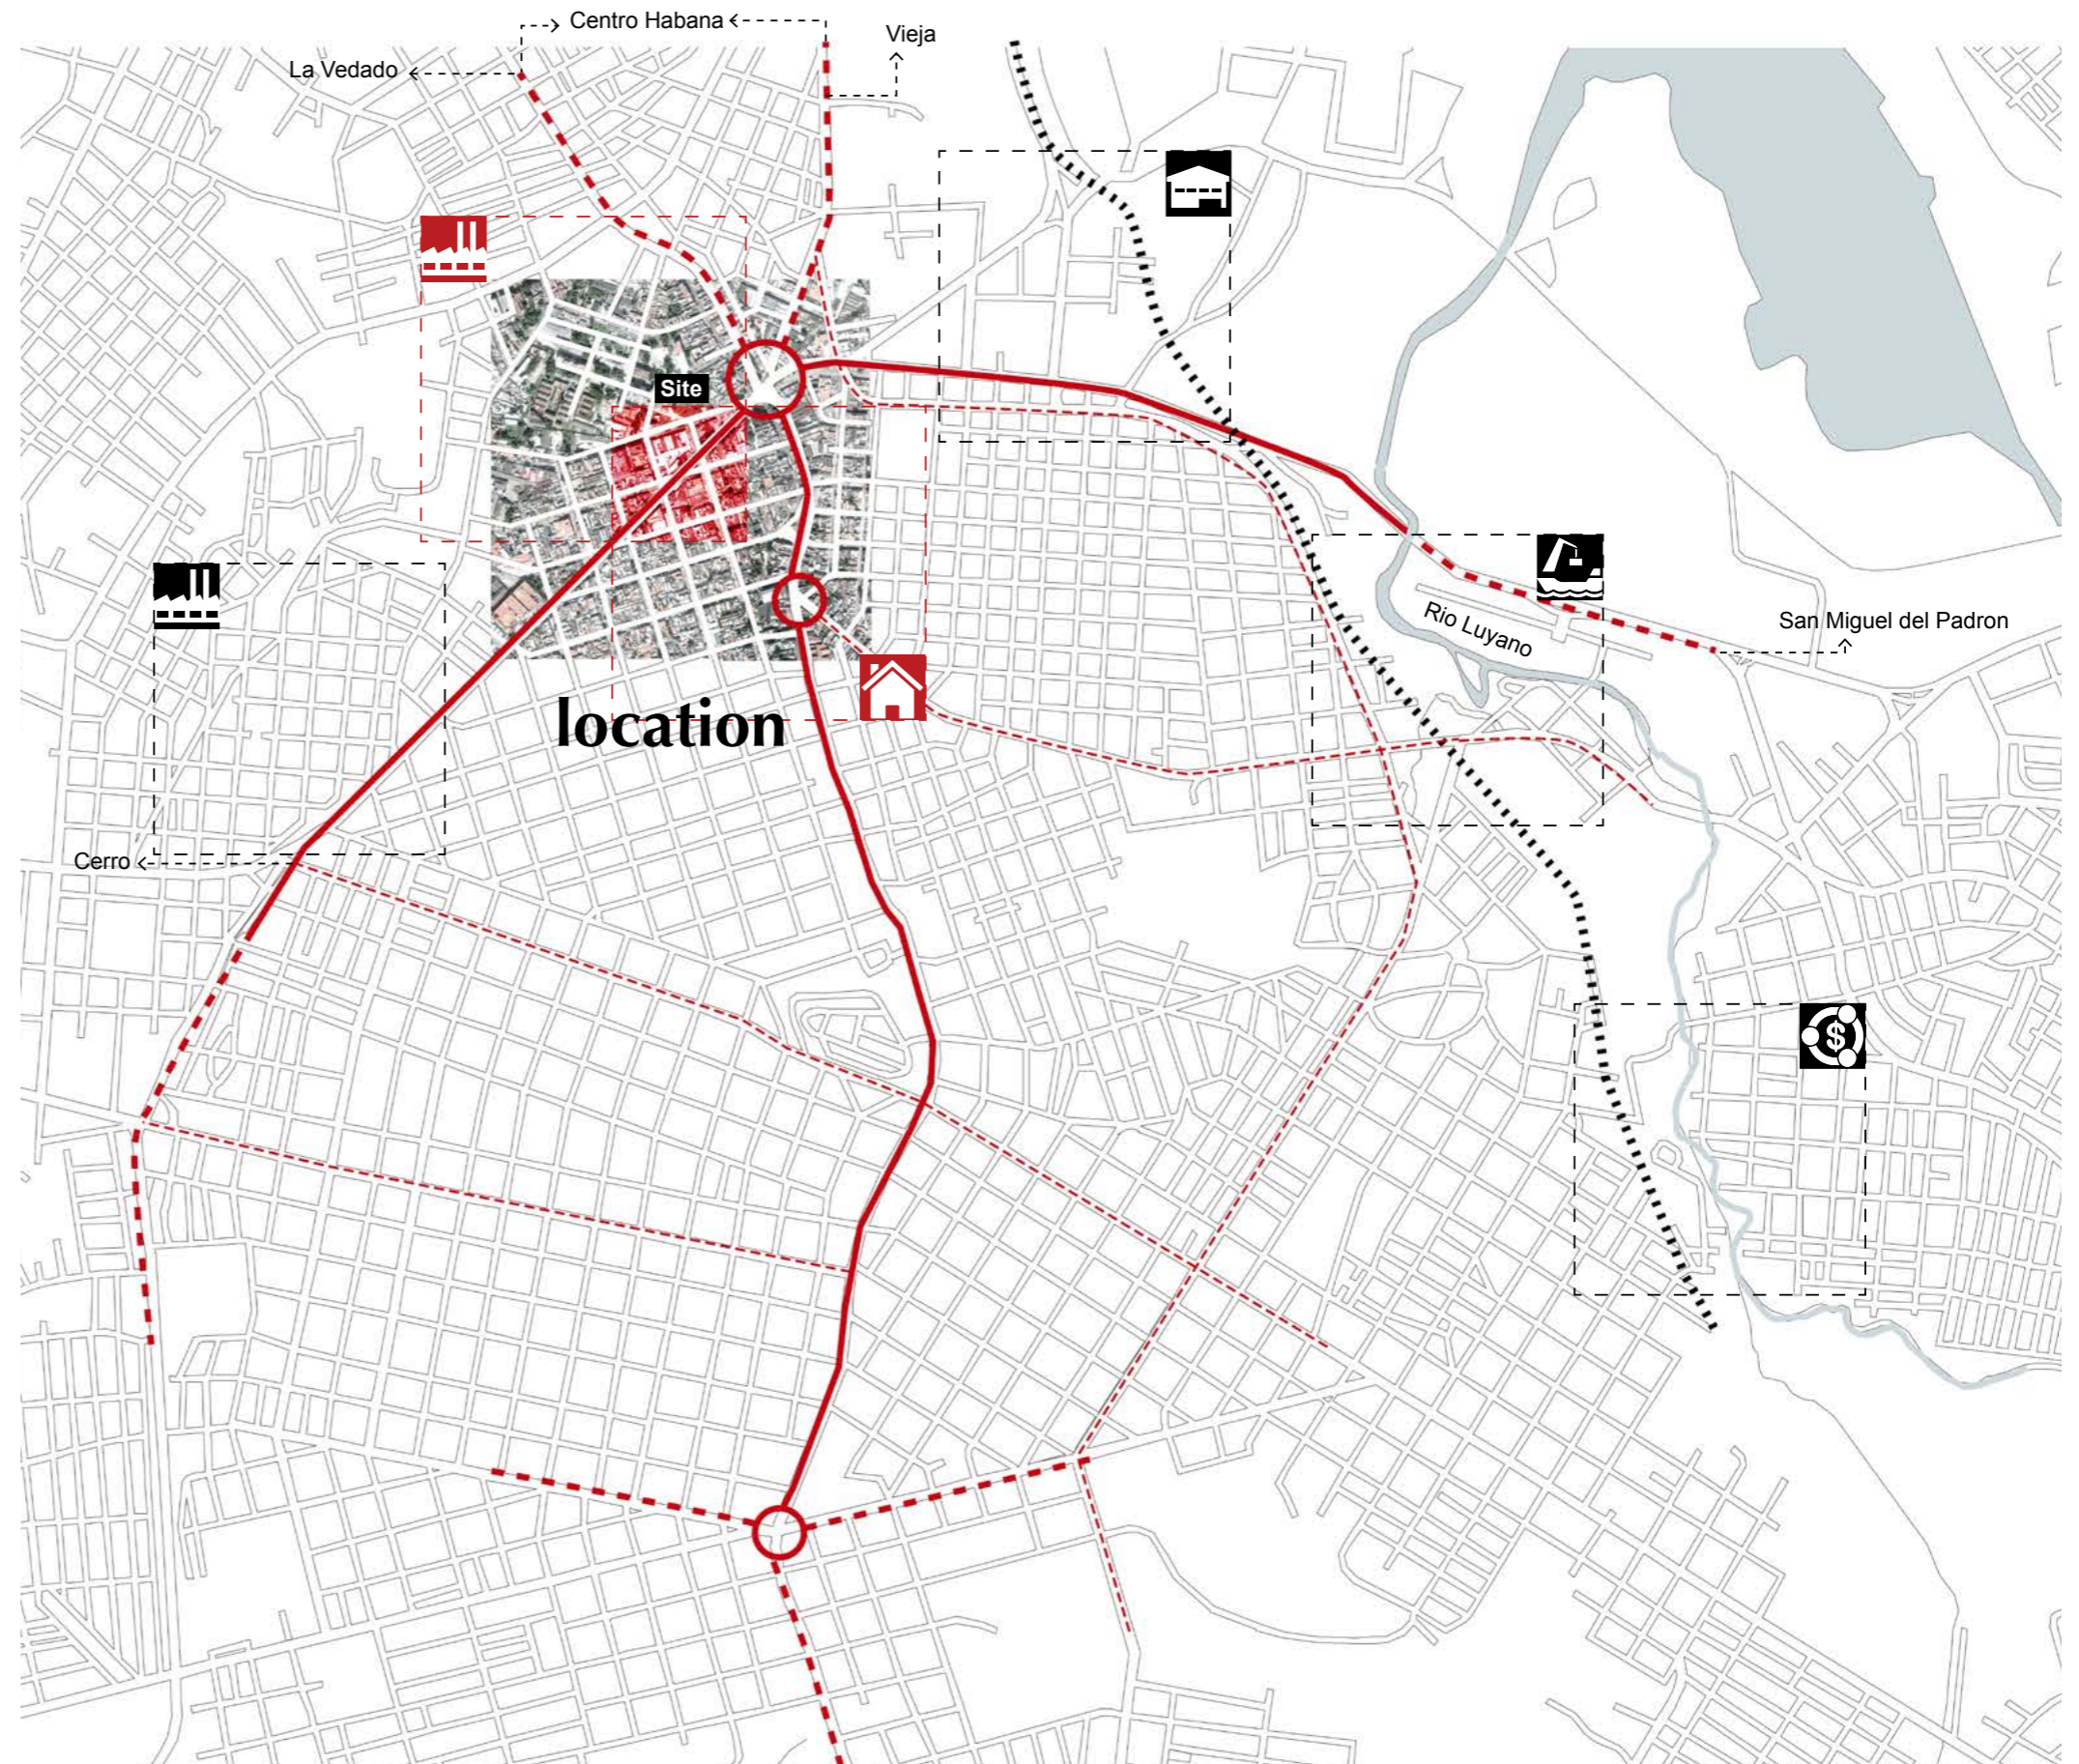 Centro Habana
Vieja
La Vedado
Site
Rio Luyano
San Miguel del Padron
location
Cerro
$